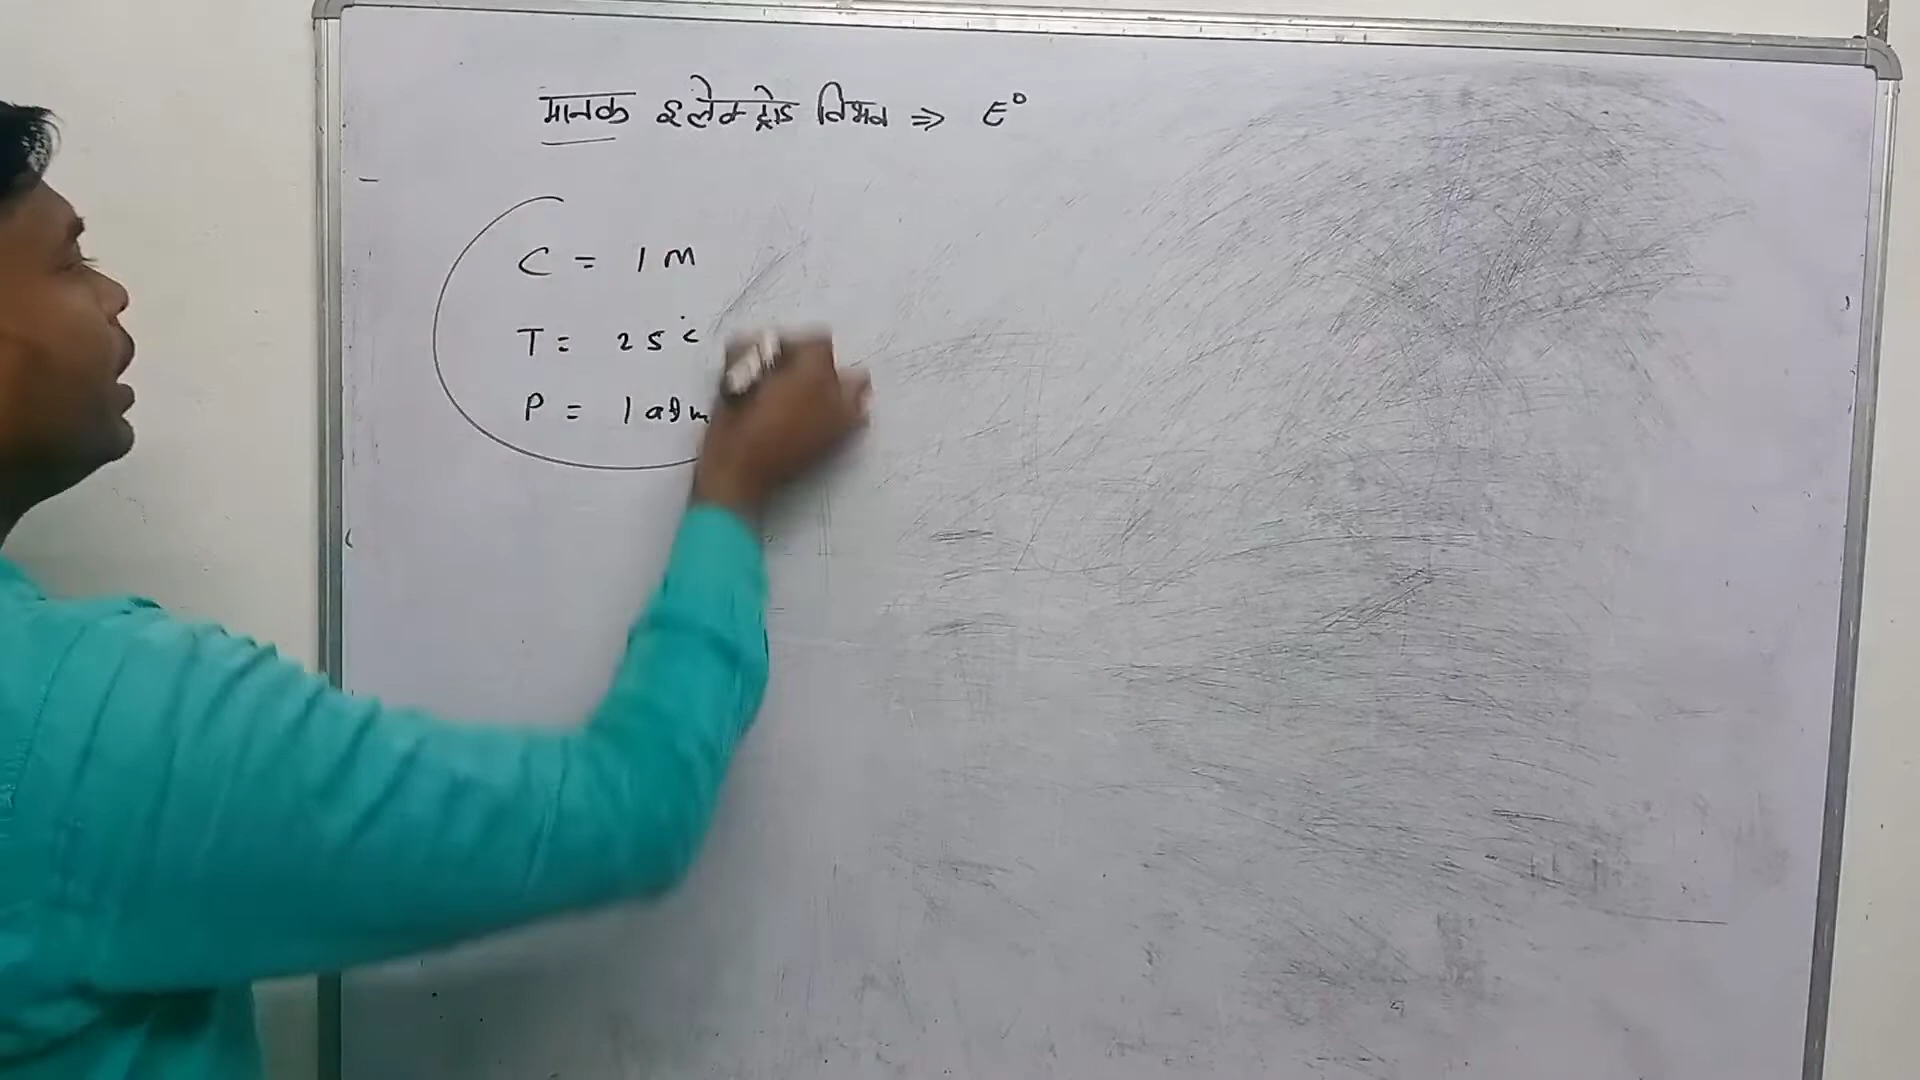 मानक इलेक्ट्रोड विभव ⇒ E°
C = 1 M
T = 25°c
P = 1 atm